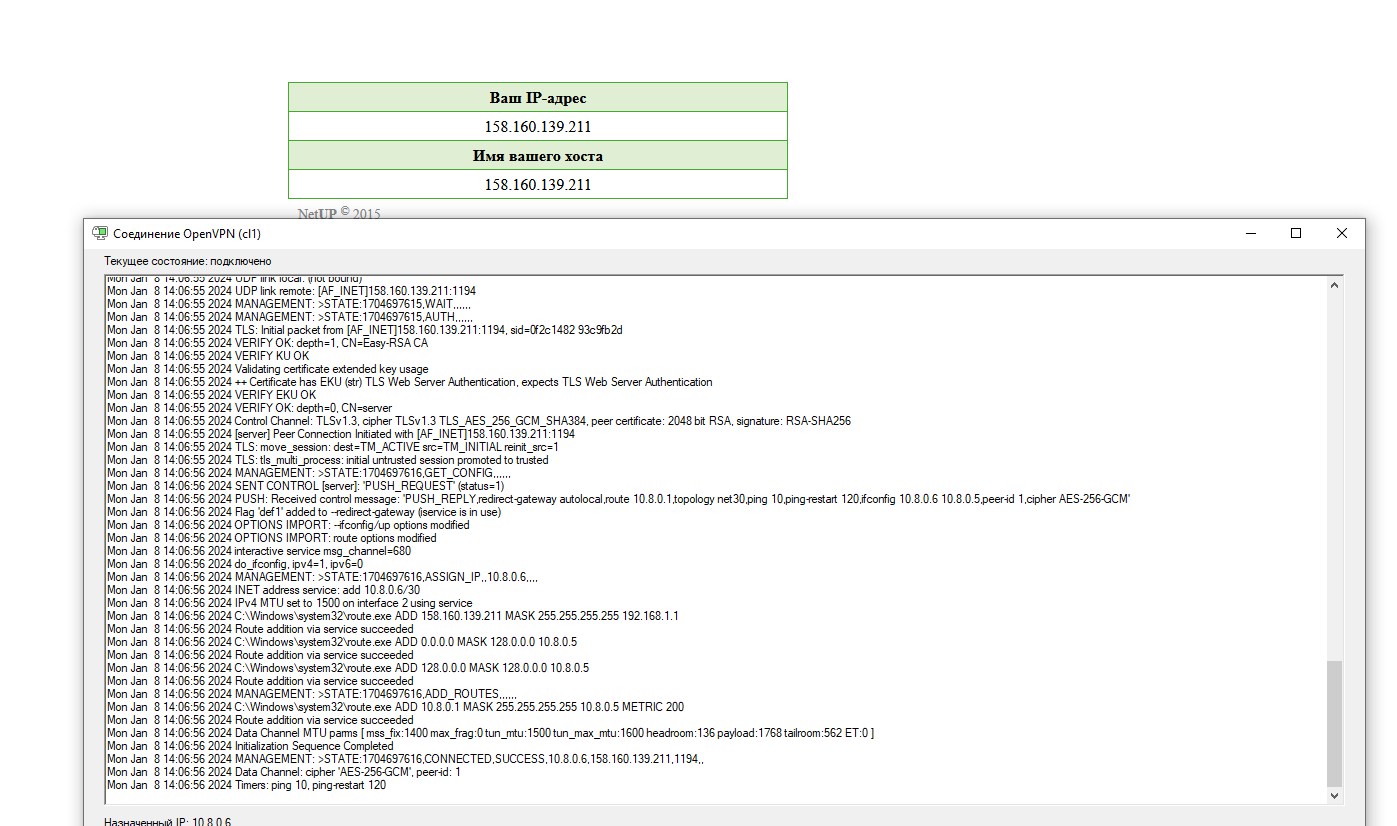 Ваш IP-адрес
158.160.139.211
Имя вашего хоста
158.160.139.211
NetUP © 2015
Соединение OpenVPN (cl1)
Текущее состояние: подключено
Mon Jan 8 14:06:55 2024 UDP link local: (not bound)
Mon Jan 8 14:06:55 2024 UDP link remote: [AF_INET]158.160.139.211:1194
Mon Jan 8 14:06:55 2024 MANAGEMENT: >STATE:1704697615,WAIT,,,,,,
Mon Jan 8 14:06:55 2024 MANAGEMENT: >STATE:1704697615,AUTH,,,,,,
Mon Jan 8 14:06:55 2024 TLS: Initial packet from [AF_INET]158.160.139.211:1194, sid=0f2c1482 93c9fb2d
Mon Jan 8 14:06:55 2024 VERIFY OK: depth=1, CN=Easy-RSA CA
Mon Jan 8 14:06:55 2024 VERIFY KU OK
Mon Jan 8 14:06:55 2024 Validating certificate extended key usage
Mon Jan 8 14:06:55 2024 ++ Certificate has EKU (str) TLS Web Server Authentication, expects TLS Web Server Authentication
Mon Jan 8 14:06:55 2024 VERIFY EKU OK
Mon Jan 8 14:06:55 2024 VERIFY OK: depth=0, CN=server
Mon Jan 8 14:06:55 2024 Control Channel: TLSv1.3, cipher TLSv1.3 TLS_AES_256_GCM_SHA384, peer certificate: 2048 bit RSA, signature: RSA-SHA256
Mon Jan 8 14:06:55 2024 [server] Peer Connection Initiated with [AF_INET]158.160.139.211:1194
Mon Jan 8 14:06:55 2024 TLS: move_session: dest=TM_ACTIVE src=TM_INITIAL reinit_src=1
Mon Jan 8 14:06:55 2024 TLS: tls_multi_process: initial untrusted session promoted to trusted
Mon Jan 8 14:06:56 2024 MANAGEMENT: >STATE:1704697616,GET_CONFIG,,,,,,
Mon Jan 8 14:06:56 2024 SENT CONTROL [server]: 'PUSH_REQUEST' (status=1)
Mon Jan 8 14:06:56 2024 PUSH: Received control message: 'PUSH_REPLY,redirect-gateway autolocal,route 10.8.0.1,topology net30,ping 10,ping-restart 120,ifconfig 10.8.0.6 10.8.0.5,peer-id 1,cipher AES-256-GCM'
Mon Jan 8 14:06:56 2024 Flag 'def1' added to --redirect-gateway (iservice is in use)
Mon Jan 8 14:06:56 2024 OPTIONS IMPORT: --ifconfig/up options modified
Mon Jan 8 14:06:56 2024 OPTIONS IMPORT: route options modified
Mon Jan 8 14:06:56 2024 interactive service msg_channel=680
Mon Jan 8 14:06:56 2024 do_ifconfig, ipv4=1, ipv6=0
Mon Jan 8 14:06:56 2024 MANAGEMENT: >STATE:1704697616,ASSIGN_IP,,10.8.0.6,,,,
Mon Jan 8 14:06:56 2024 INET address service: add 10.8.0.6/30
Mon Jan 8 14:06:56 2024 IPv4 MTU set to 1500 on interface 2 using service
Mon Jan 8 14:06:56 2024 C:\Windows\system32\route.exe ADD 158.160.139.211 MASK 255.255.255.255 192.168.1.1
Mon Jan 8 14:06:56 2024 Route addition via service succeeded
Mon Jan 8 14:06:56 2024 C:\Windows\system32\route.exe ADD 0.0.0.0 MASK 128.0.0.0 10.8.0.5
Mon Jan 8 14:06:56 2024 Route addition via service succeeded
Mon Jan 8 14:06:56 2024 C:\Windows\system32\route.exe ADD 128.0.0.0 MASK 128.0.0.0 10.8.0.5
Mon Jan 8 14:06:56 2024 Route addition via service succeeded
Mon Jan 8 14:06:56 2024 MANAGEMENT: >STATE:1704697616,ADD_ROUTES,,,,,,
Mon Jan 8 14:06:56 2024 C:\Windows\system32\route.exe ADD 10.8.0.1 MASK 255.255.255.255 10.8.0.5 METRIC 200
Mon Jan 8 14:06:56 2024 Route addition via service succeeded
Mon Jan 8 14:06:56 2024 Data Channel MTU parms [ mss_fix:1400 max_frag:0 tun_mtu:1500 tun_max_mtu:1600 headroom:136 payload:1768 tailroom:562 ET:0 ]
Mon Jan 8 14:06:56 2024 Initialization Sequence Completed
Mon Jan 8 14:06:56 2024 MANAGEMENT: >STATE:1704697616,CONNECTED,SUCCESS,10.8.0.6,158.160.139.211,1194,,
Mon Jan 8 14:06:56 2024 Data Channel: cipher 'AES-256-GCM', peer-id: 1
Mon Jan 8 14:06:56 2024 Timers: ping 10, ping-restart 120
Назначенный IP: 10.8.0.6